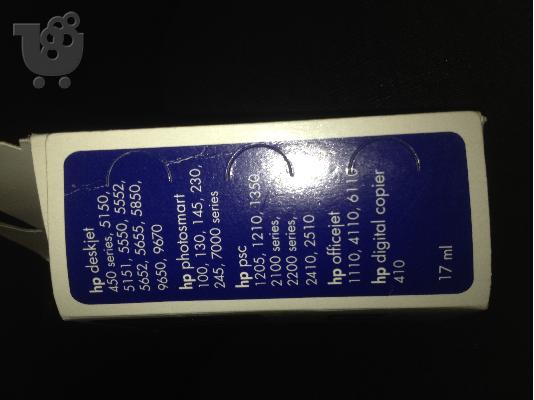 hp deskjet
450 series, 5150,
5151, 5550, 5552,
5652, 5655, 5850,
9650, 9670
hp photosmart
100, 130, 145, 230,
245, 7000 series
hp psc
1205, 1210, 1350,
2100 series,
2200 series,
2410, 2510
hp officejet
1110, 4110, 6110
hp digital copier
410
17 ml